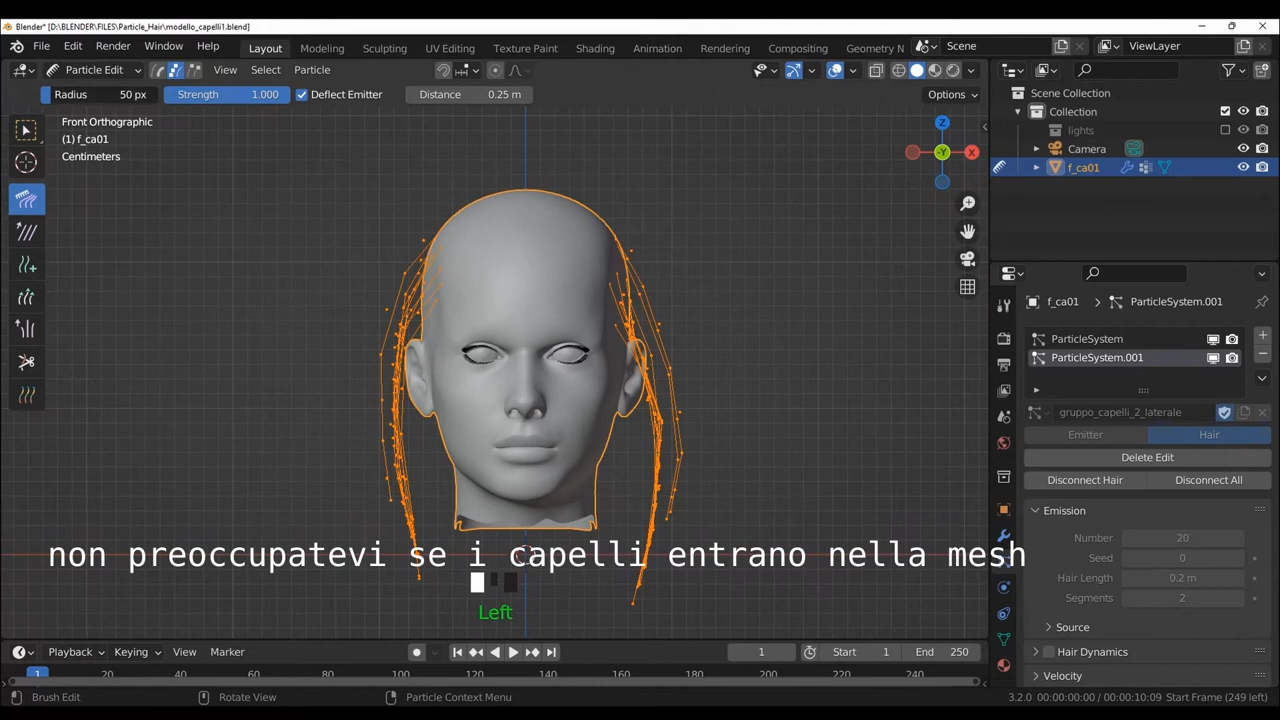 Blender* [D:\BLENDER\FILES\Particle_Hair\modello_capelli1.blend]
File Edit Render Window Help Layout Modeling Sculpting UV Editing Texture Paint Shading Animation Rendering Compositing Geometry N Scene ViewLayer
Particle Edit View Select Particle
Radius 50 px Strength 1.000 Deflect Emitter Distance 0.25 m Options
Front Orthographic
(1) f_ca01
Centimeters
Z
-Y
X
Scene Collection
Collection
lights
Camera
f_ca01
f_ca01 ParticleSystem.001
ParticleSystem
ParticleSystem.001
gruppo_capelli_2_laterale
Emitter Hair
Delete Edit
Disconnect Hair Disconnect All
Emission
Number 20
Seed 0
Hair Length 0.2 m
Segments 2
Source
Hair Dynamics
Velocity
non preoccupatevi se i capelli entrano nella mesh
Left
Playback Keying View Marker 1 Start 1 End 250
1 20 40 60 80 100 120 140 160 180 200 220 240
Brush Edit Rotate View Particle Context Menu 3.2.0 00:00:00:00 / 00:00:10:09 Start Frame (249 left)